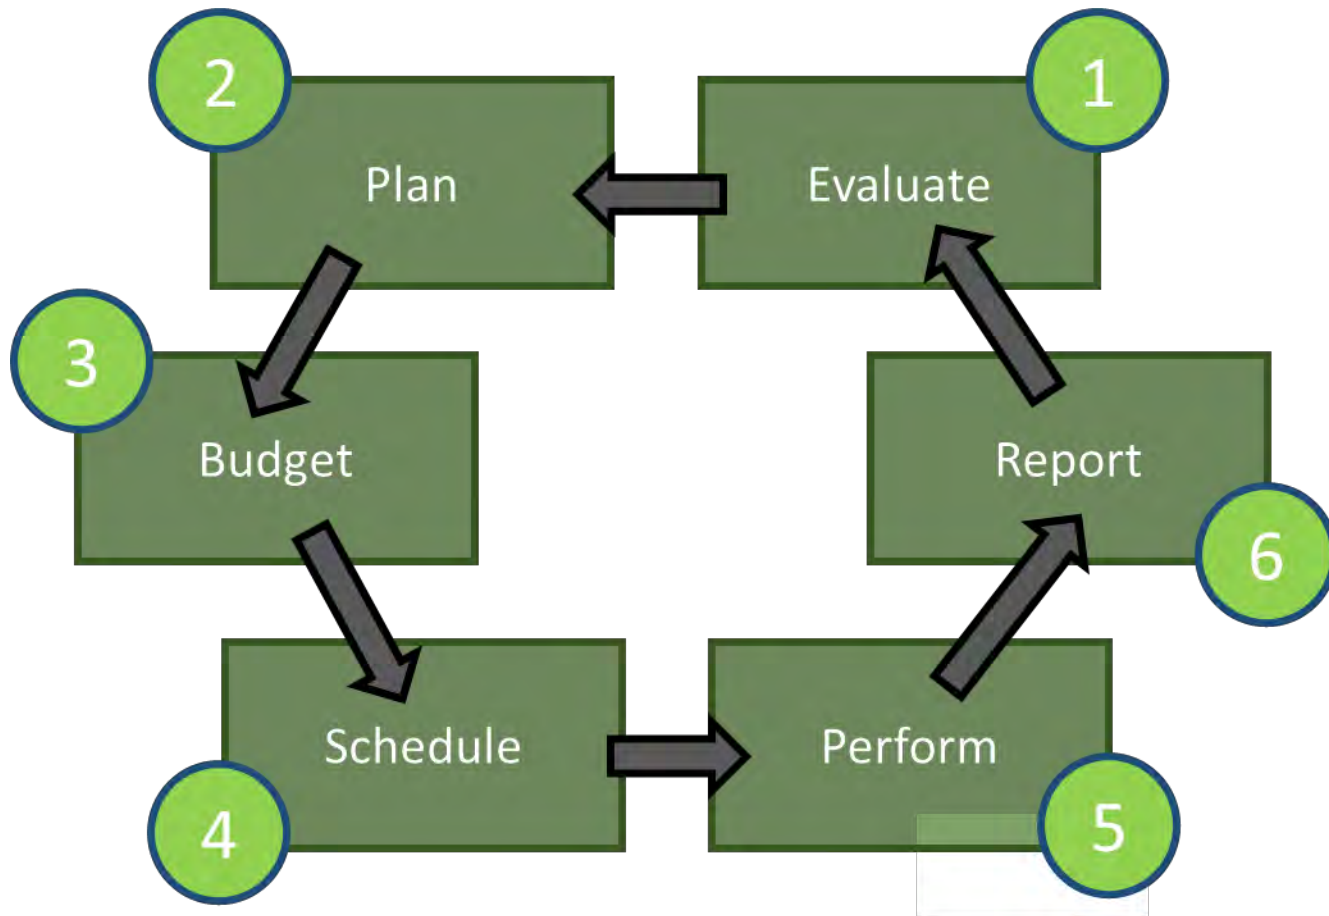 2
1
Plan
Evaluate
3
Budget
Report
6
Schedule
Perform
4
5